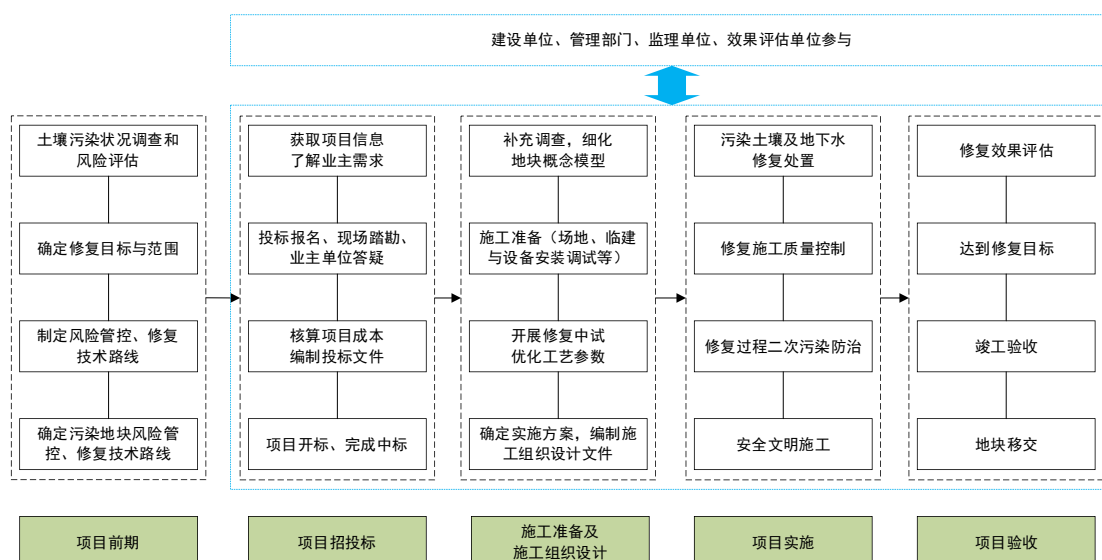 建设单位、管理部门、监理单位、效果评估单位参与
土壤污染状况调查和
风险评估
确定修复目标与范围
制定风险管控、修复
技术路线
确定污染地块风险管
控、修复技术路线
获取项目信息
了解业主需求
投标报名、现场踏勘、
业主单位答疑
核算项目成本
编制投标文件
项目开标、完成中标
补充调查，细化
地块概念模型
施工准备（场地、临建
与设备安装调试等）
开展修复中试
优化工艺参数
确定实施方案，编制施
工组织设计文件
污染土壤及地下水
修复处置
修复施工质量控制
修复过程二次污染防治
安全文明施工
修复效果评估
达到修复目标
竣工验收
地块移交
项目前期
项目招投标
施工准备及
施工组织设计
项目实施
项目验收